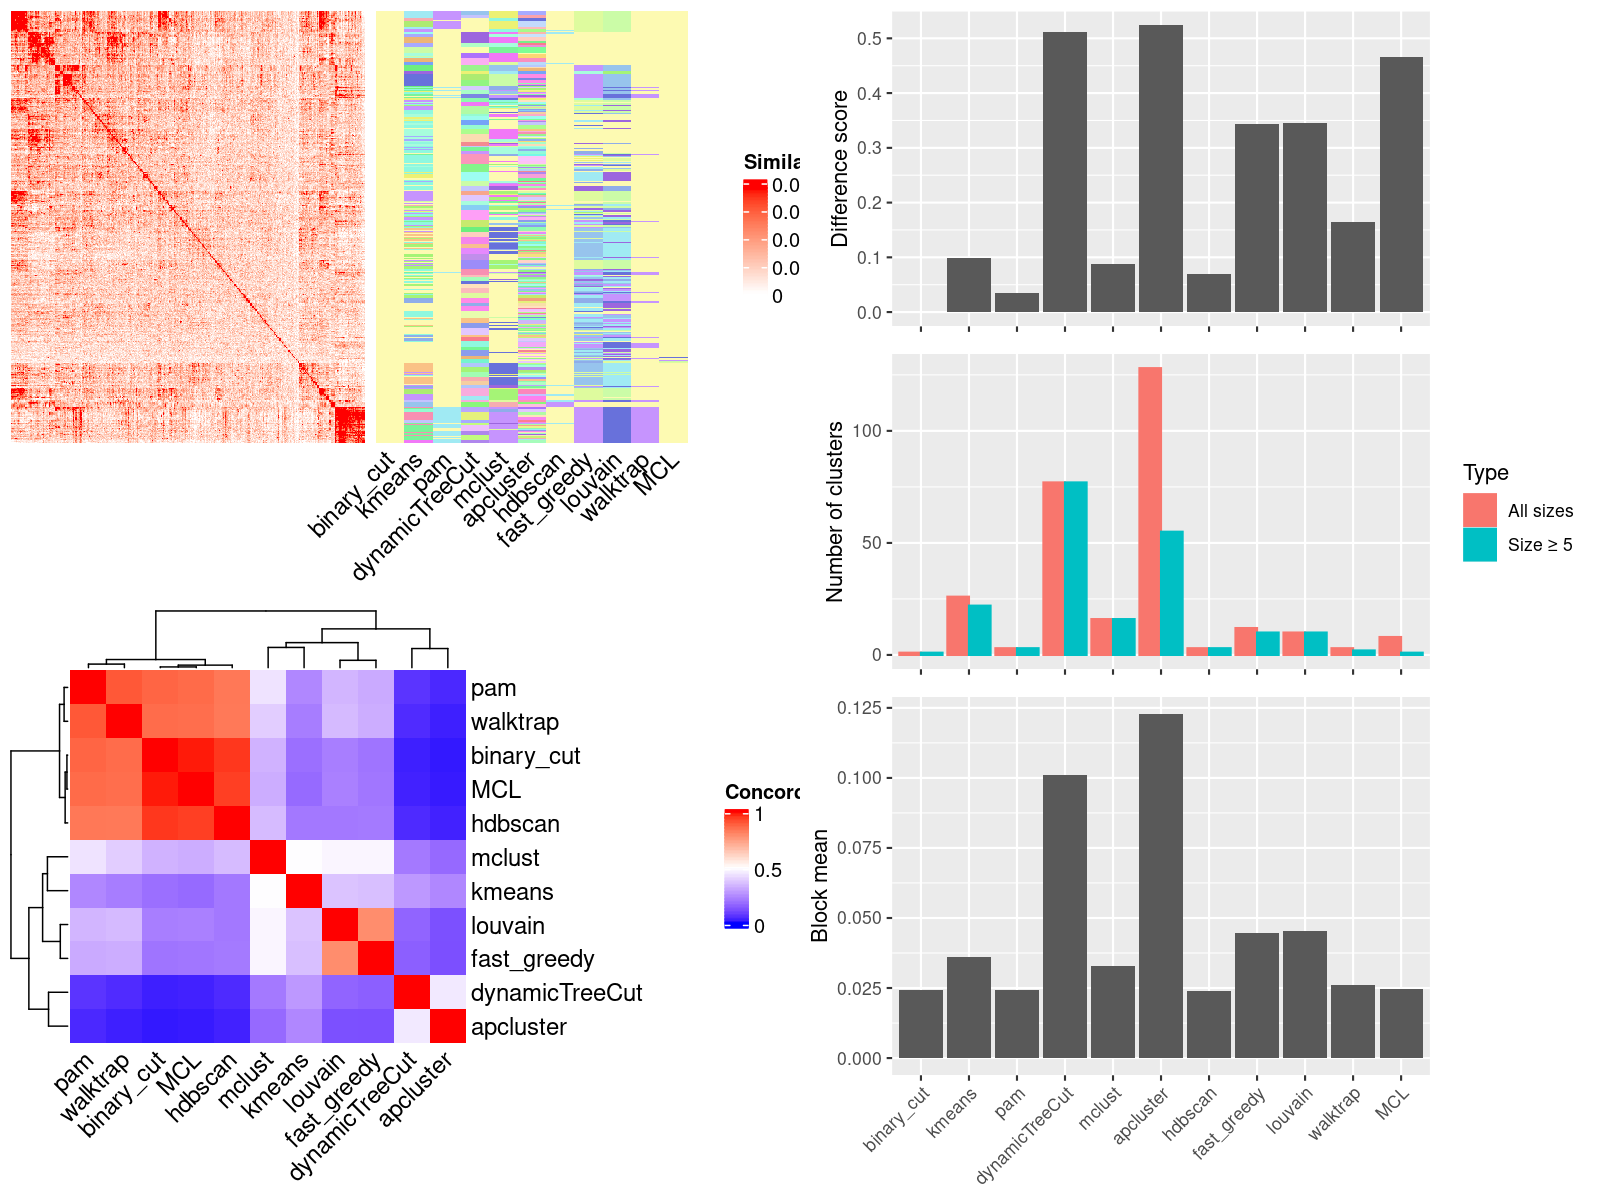 Simila
0.0
0.0
0.0
0.0
0
binary_cut
kmeans
pam
dynamicTreeCut
mclust
apcluster
hdbscan
fast_greedy
louvain
walktrap
MCL
pam
walktrap
binary_cut
MCL
hdbscan
mclust
kmeans
louvain
fast_greedy
dynamicTreeCut
apcluster
pam
walktrap
binary_cut
MCL
hdbscan
mclust
kmeans
louvain
fast_greedy
dynamicTreeCut
apcluster
Concord
1
0.5
0
Difference score
0.5
0.4
0.3
0.2
0.1
0.0
Number of clusters
100
50
0
Type
All sizes
Size ≥ 5
Block mean
0.125
0.100
0.075
0.050
0.025
0.000
binary_cut
kmeans
pam
dynamicTreeCut
mclust
apcluster
hdbscan
fast_greedy
louvain
walktrap
MCL